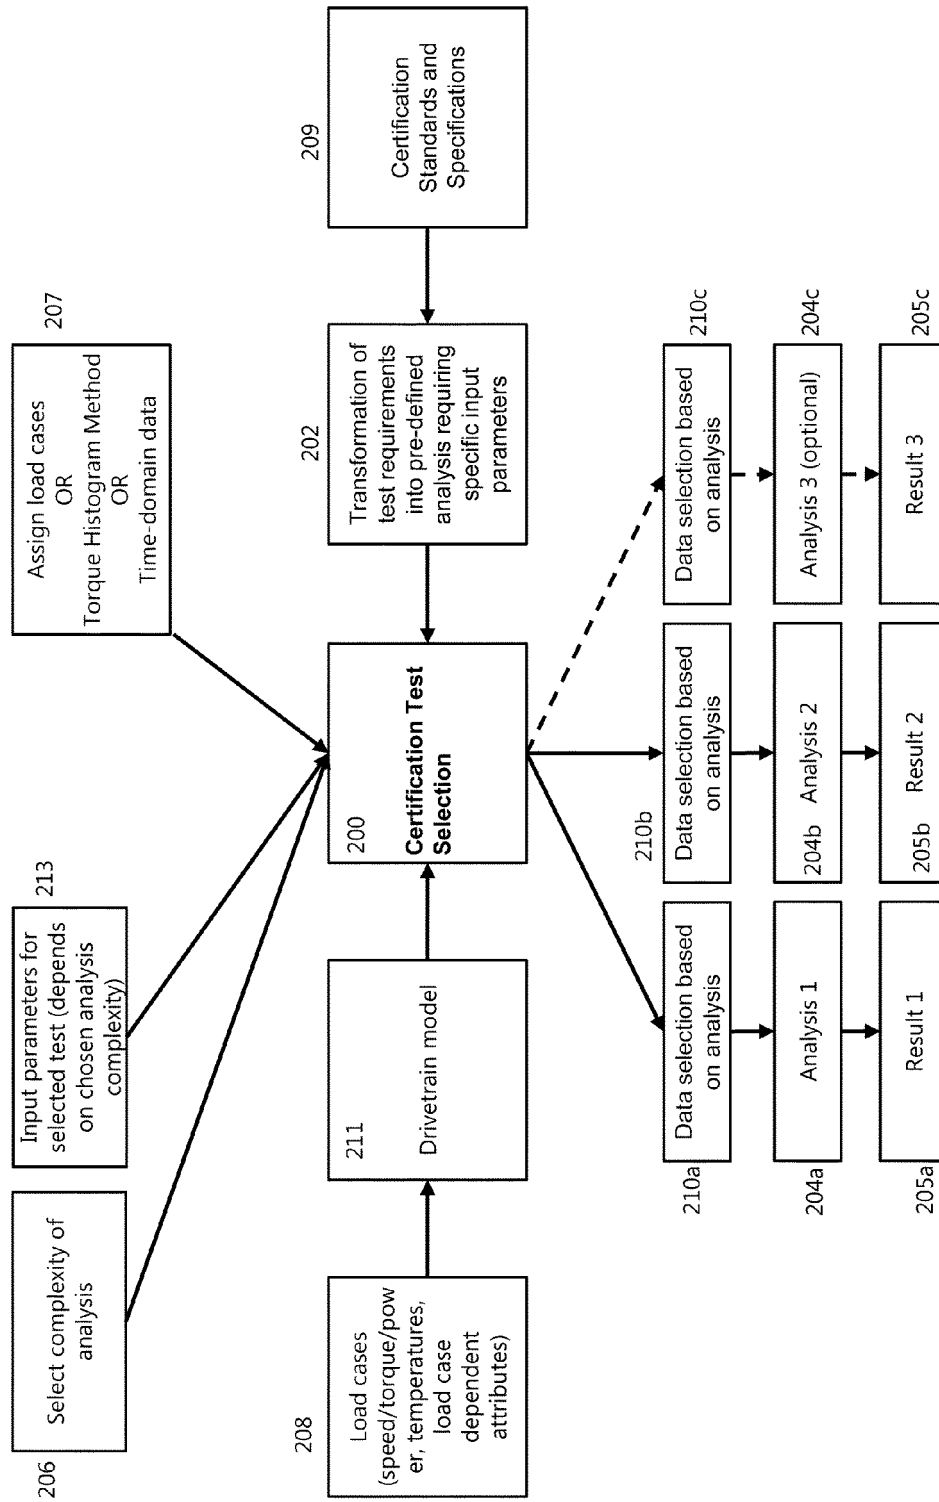 206
Select complexity of
analysis
213
Input parameters for
selected test (depends
on chosen analysis
complexity)
207
Assign load cases
OR
Torque Histogram Method
OR
Time-domain data
208
Load cases
(speed/torque/pow
er, temperatures,
load case
dependent
attributes)
211
Drivetrain model
200
Certification Test
Selection
202
Transformation of
test requirements
into pre-defined
analysis requiring
specific input
parameters
209
Certification
Standards and
Specifications
210a
Data selection based
on analysis
210b
Data selection based
on analysis
210c
Data selection based
on analysis
204a
Analysis 1
204b
Analysis 2
204c
Analysis 3 (optional)
205a
Result 1
205b
Result 2
205c
Result 3